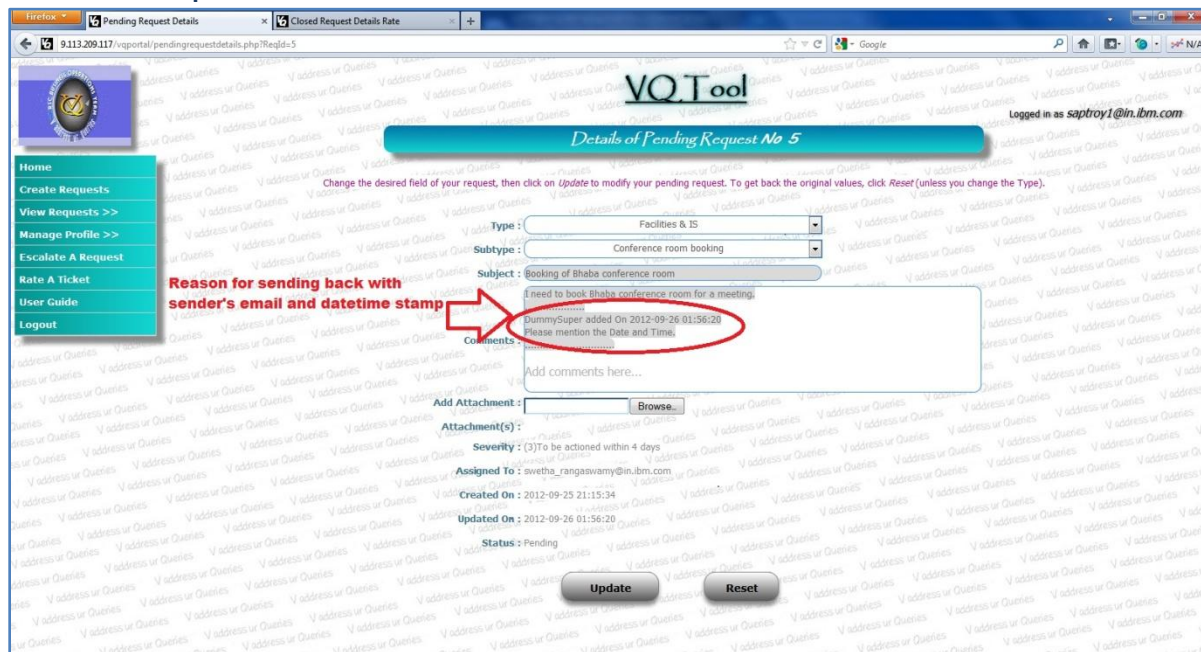 Firefox
Pending Request Details
Closed Request Details Rate
9.113.209.117/vqportal/pendingrequestdetails.php?ReqId=5
Google
N/A
VQ Tool
Logged in as saptroy1@in.ibm.com
Details of Pending Request No 5
Home
Create Requests
View Requests >>
Manage Profile >>
Escalate A Request
Rate A Ticket
User Guide
Logout
Change the desired field of your request, then click on Update to modify your pending request. To get back the original values, click Reset (unless you change the Type).
Type : Facilities & IS
Subtype : Conference room booking
Subject : Booking of Bhaba conference room
Reason for sending back with
sender's email and datetime stamp
Comments :
I need to book Bhaba conference room for a meeting.
DummySuper added On 2012-09-26 01:56:20
Please mention the Date and Time.
Add comments here...
Add Attachment : Browse..
Attachment(s) :
Severity : (3)To be actioned within 4 days
Assigned To : swetha_rangaswamy@in.ibm.com
Created On : 2012-09-25 21:15:34
Updated On : 2012-09-26 01:56:20
Status : Pending
Update Reset
V address ur Queries